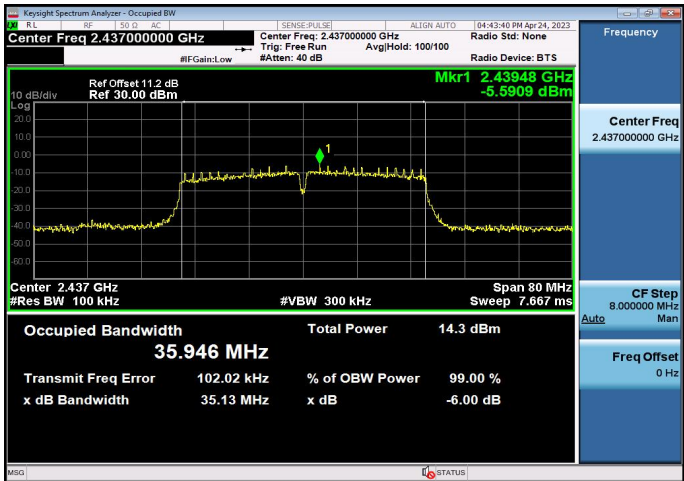 Keysight Spectrum Analyzer - Occupied BW
RL RF 50 Ω AC SENSE:PULSE ALIGN AUTO 04:43:40 PM Apr 24, 2023
Center Freq 2.437000000 GHz
Center Freq: 2.437000000 GHz Radio Std: None
Trig: Free Run Avg|Hold: 100/100
#IFGain:Low #Atten: 40 dB Radio Device: BTS
Frequency
Ref Offset 11.2 dB
10 dB/div Ref 30.00 dBm
Mkr1 2.43948 GHz
-5.5909 dBm
Log
20.0
10.0
0.00
-10.0
-20.0
-30.0
-40.0
-50.0
-60.0
1
Center 2.437 GHz Span 80 MHz
#Res BW 100 kHz #VBW 300 kHz Sweep 7.667 ms
Center Freq
2.437000000 GHz
CF Step
8.000000 MHz
Auto Man
Freq Offset
0 Hz
Occupied Bandwidth Total Power 14.3 dBm
35.946 MHz
Transmit Freq Error 102.02 kHz % of OBW Power 99.00 %
x dB Bandwidth 35.13 MHz x dB -6.00 dB
MSG STATUS